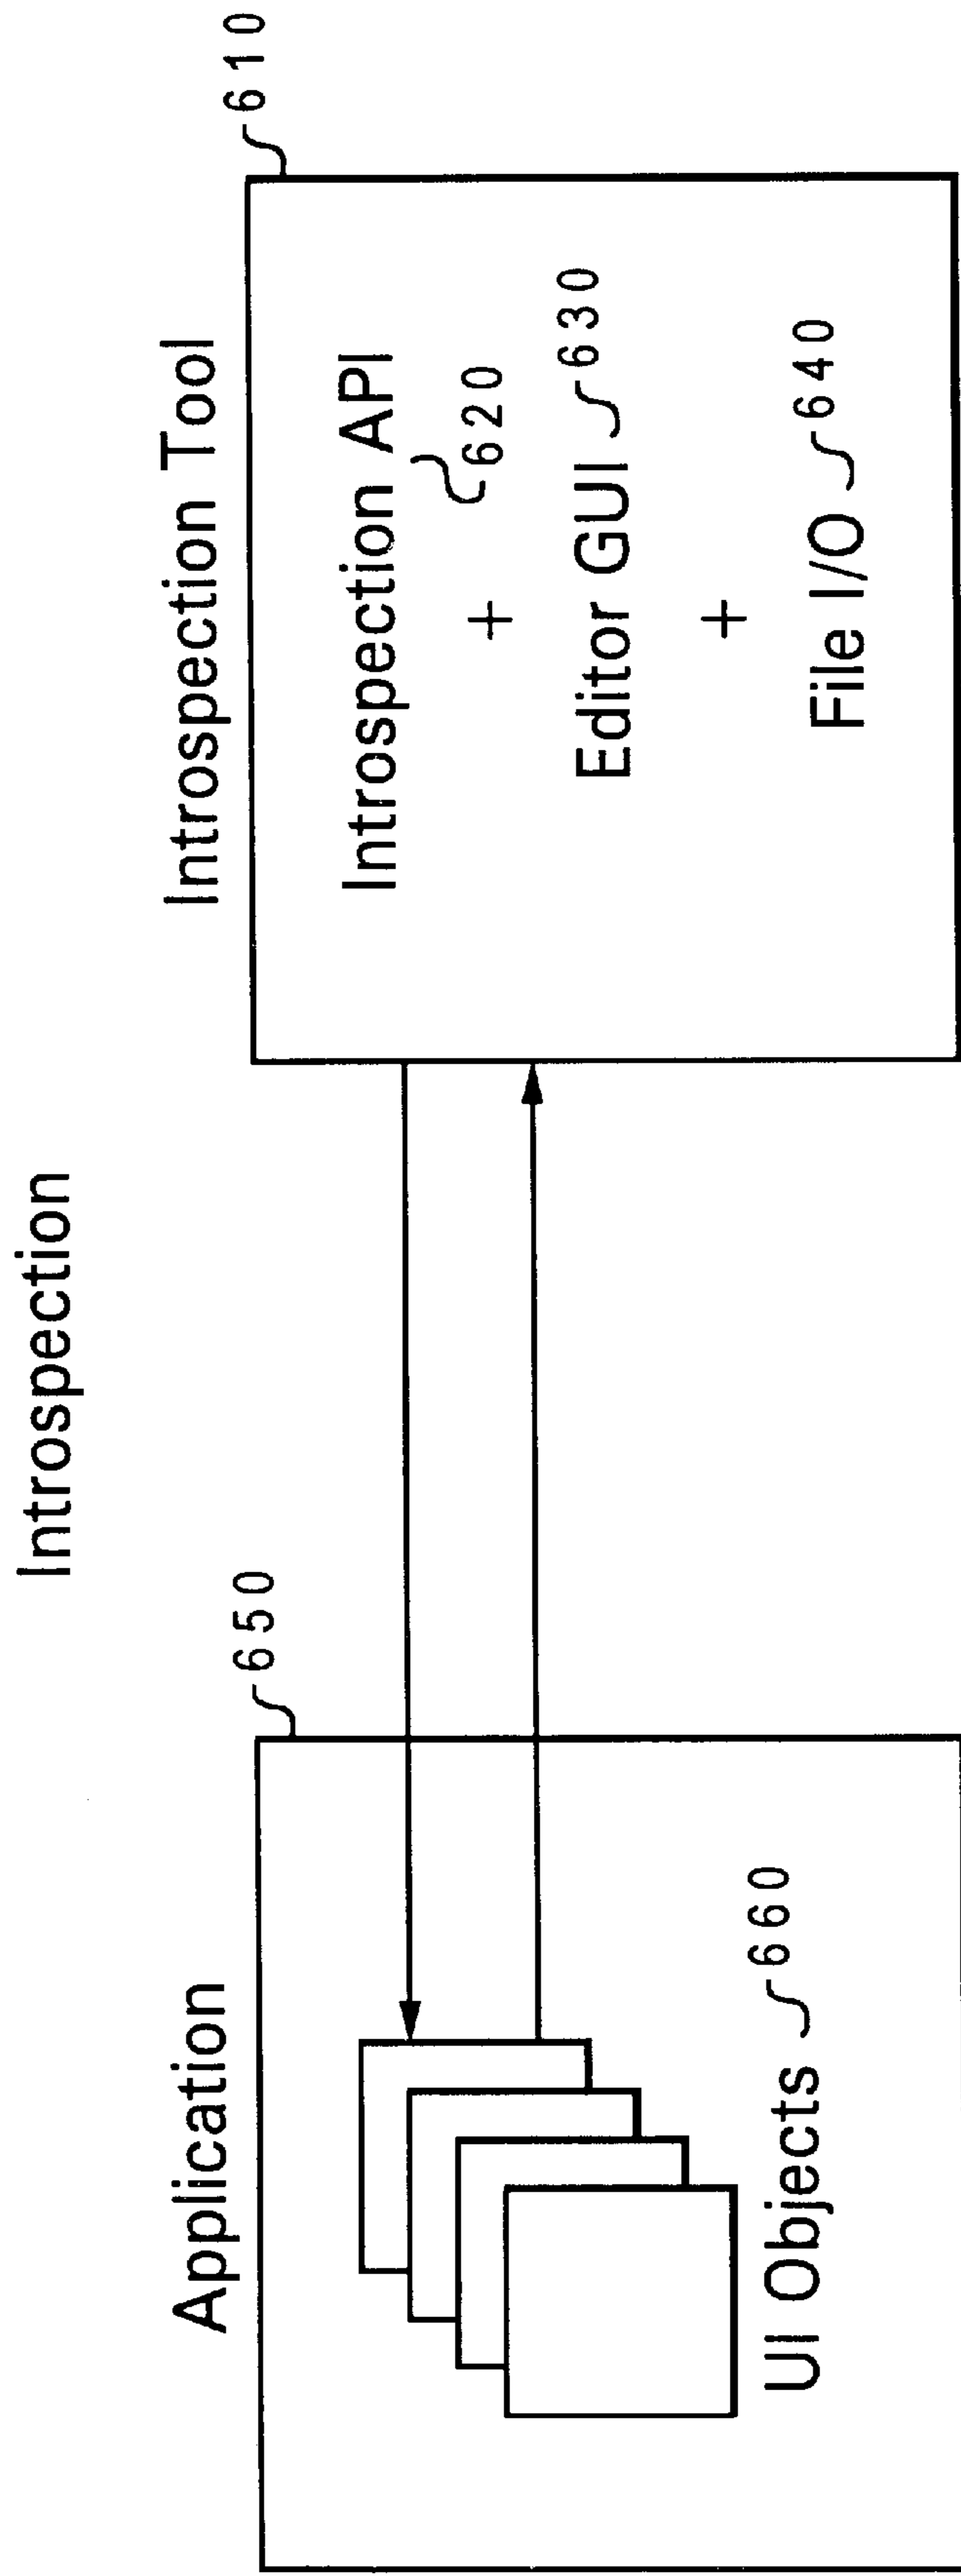 Introspection
Application
650
UI Objects 660
Introspection Tool
610
Introspection API
620
+
Editor GUI 630
+
File I/O 640